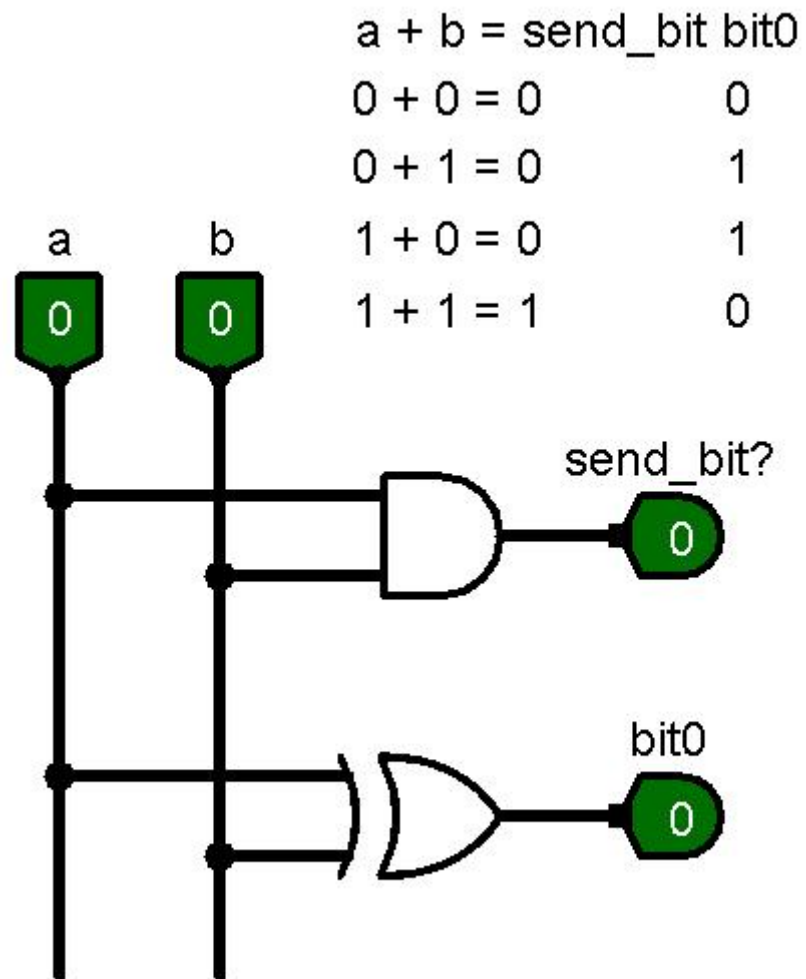 a + b = send_bit bit0
0 + 0 = 0 0
0 + 1 = 0 1
1 + 0 = 0 1
1 + 1 = 1 0
a b
0 0
send_bit?
0
bit0
0